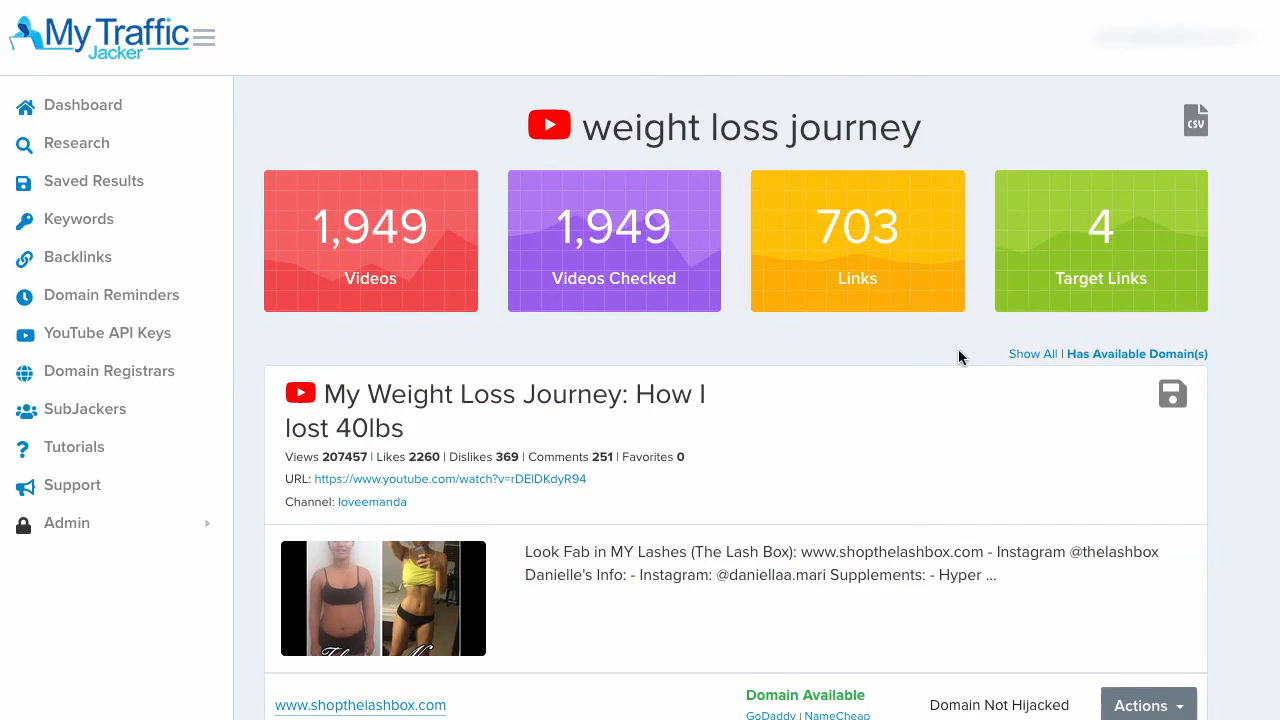 My Traffic
Jacker
Dashboard
Research
Saved Results
Keywords
Backlinks
Domain Reminders
YouTube API Keys
Domain Registrars
SubJackers
Tutorials
Support
Admin
weight loss journey
CSV
1,949
Videos
1,949
Videos Checked
703
Links
4
Target Links
Show All | Has Available Domain(s)
My Weight Loss Journey: How I
lost 40lbs
Views 207457 | Likes 2260 | Dislikes 369 | Comments 251 | Favorites 0
URL: https://www.youtube.com/watch?v=rDEIDKdyR94
Channel: loveemanda
Look Fab in MY Lashes (The Lash Box): www.shopthelashbox.com - Instagram @thelashbox
Danielle's Info: - Instagram: @daniellaa.mari Supplements: - Hyper ...
www.shopthelashbox.com
Domain Available
GoDaddy | NameCheap
Domain Not Hijacked
Actions